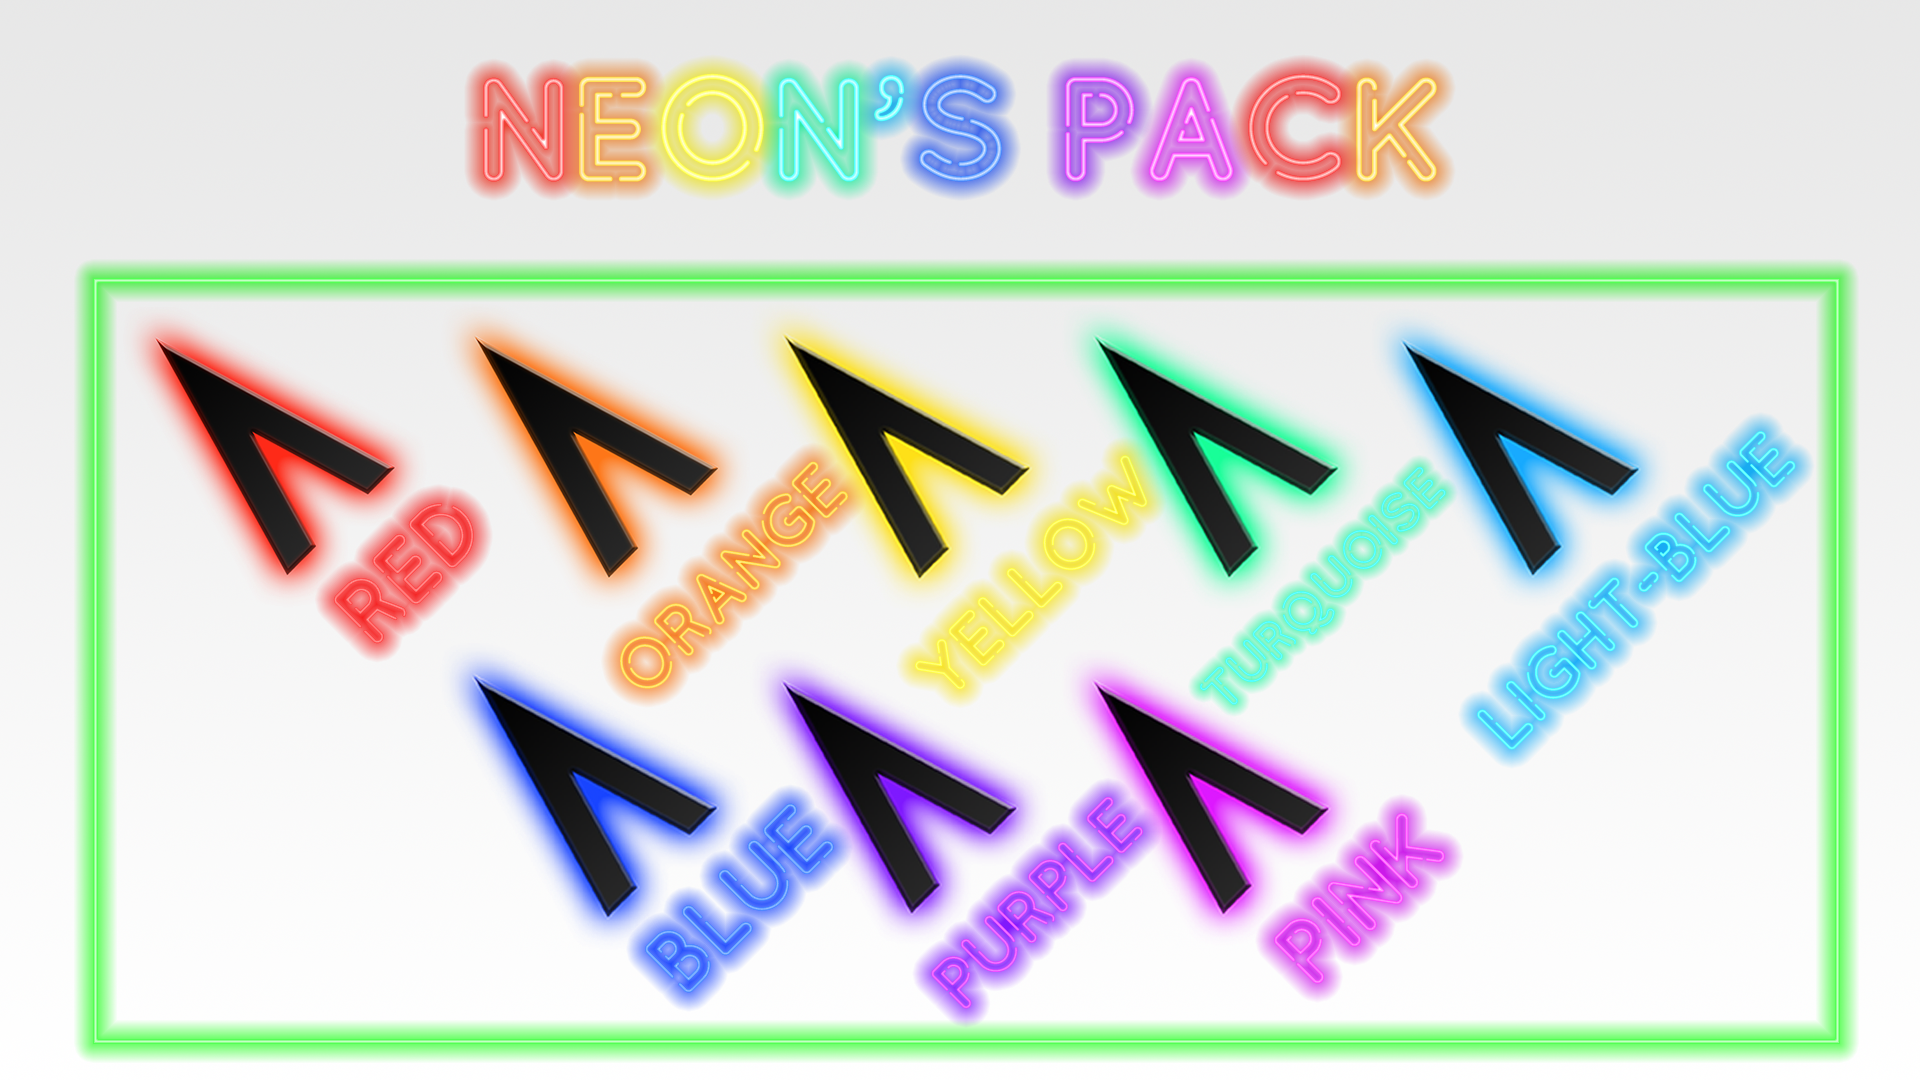 NEON'S PACK
RED
ORANGE
YELLOW
TURQUOISE
LIGHT-BLUE
BLUE
PURPLE
PINK